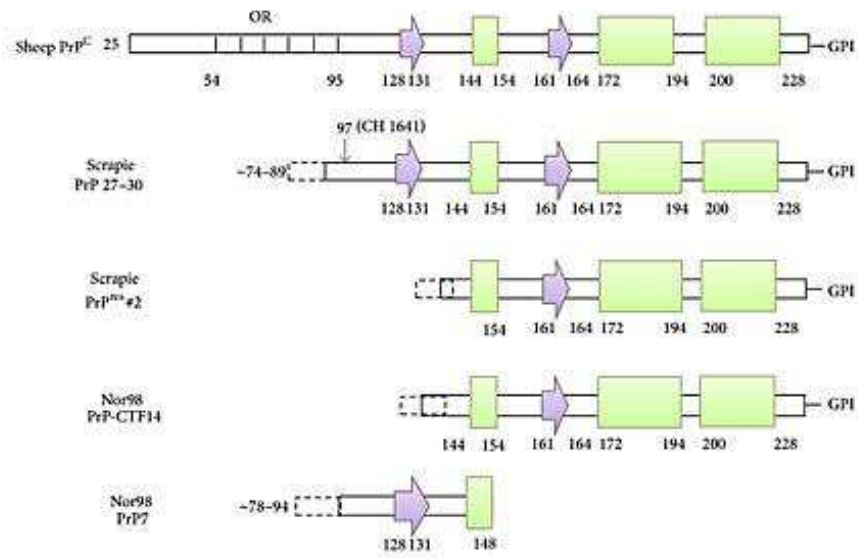 OR
Sheep PrPC 25 GPI
54 95 128 131 144 154 161 164 172 194 200 228
97 (CH 1641)
Scrapie
PrP 27–30
~74–89 GPI
128 131 144 154 161 164 172 194 200 228
Scrapie
PrPres #2
GPI
154 161 164 172 194 200 228
Nor98
PrP-CTF14
GPI
144 154 161 164 172 194 200 228
Nor98
PrP7
~78–94
128 131 148